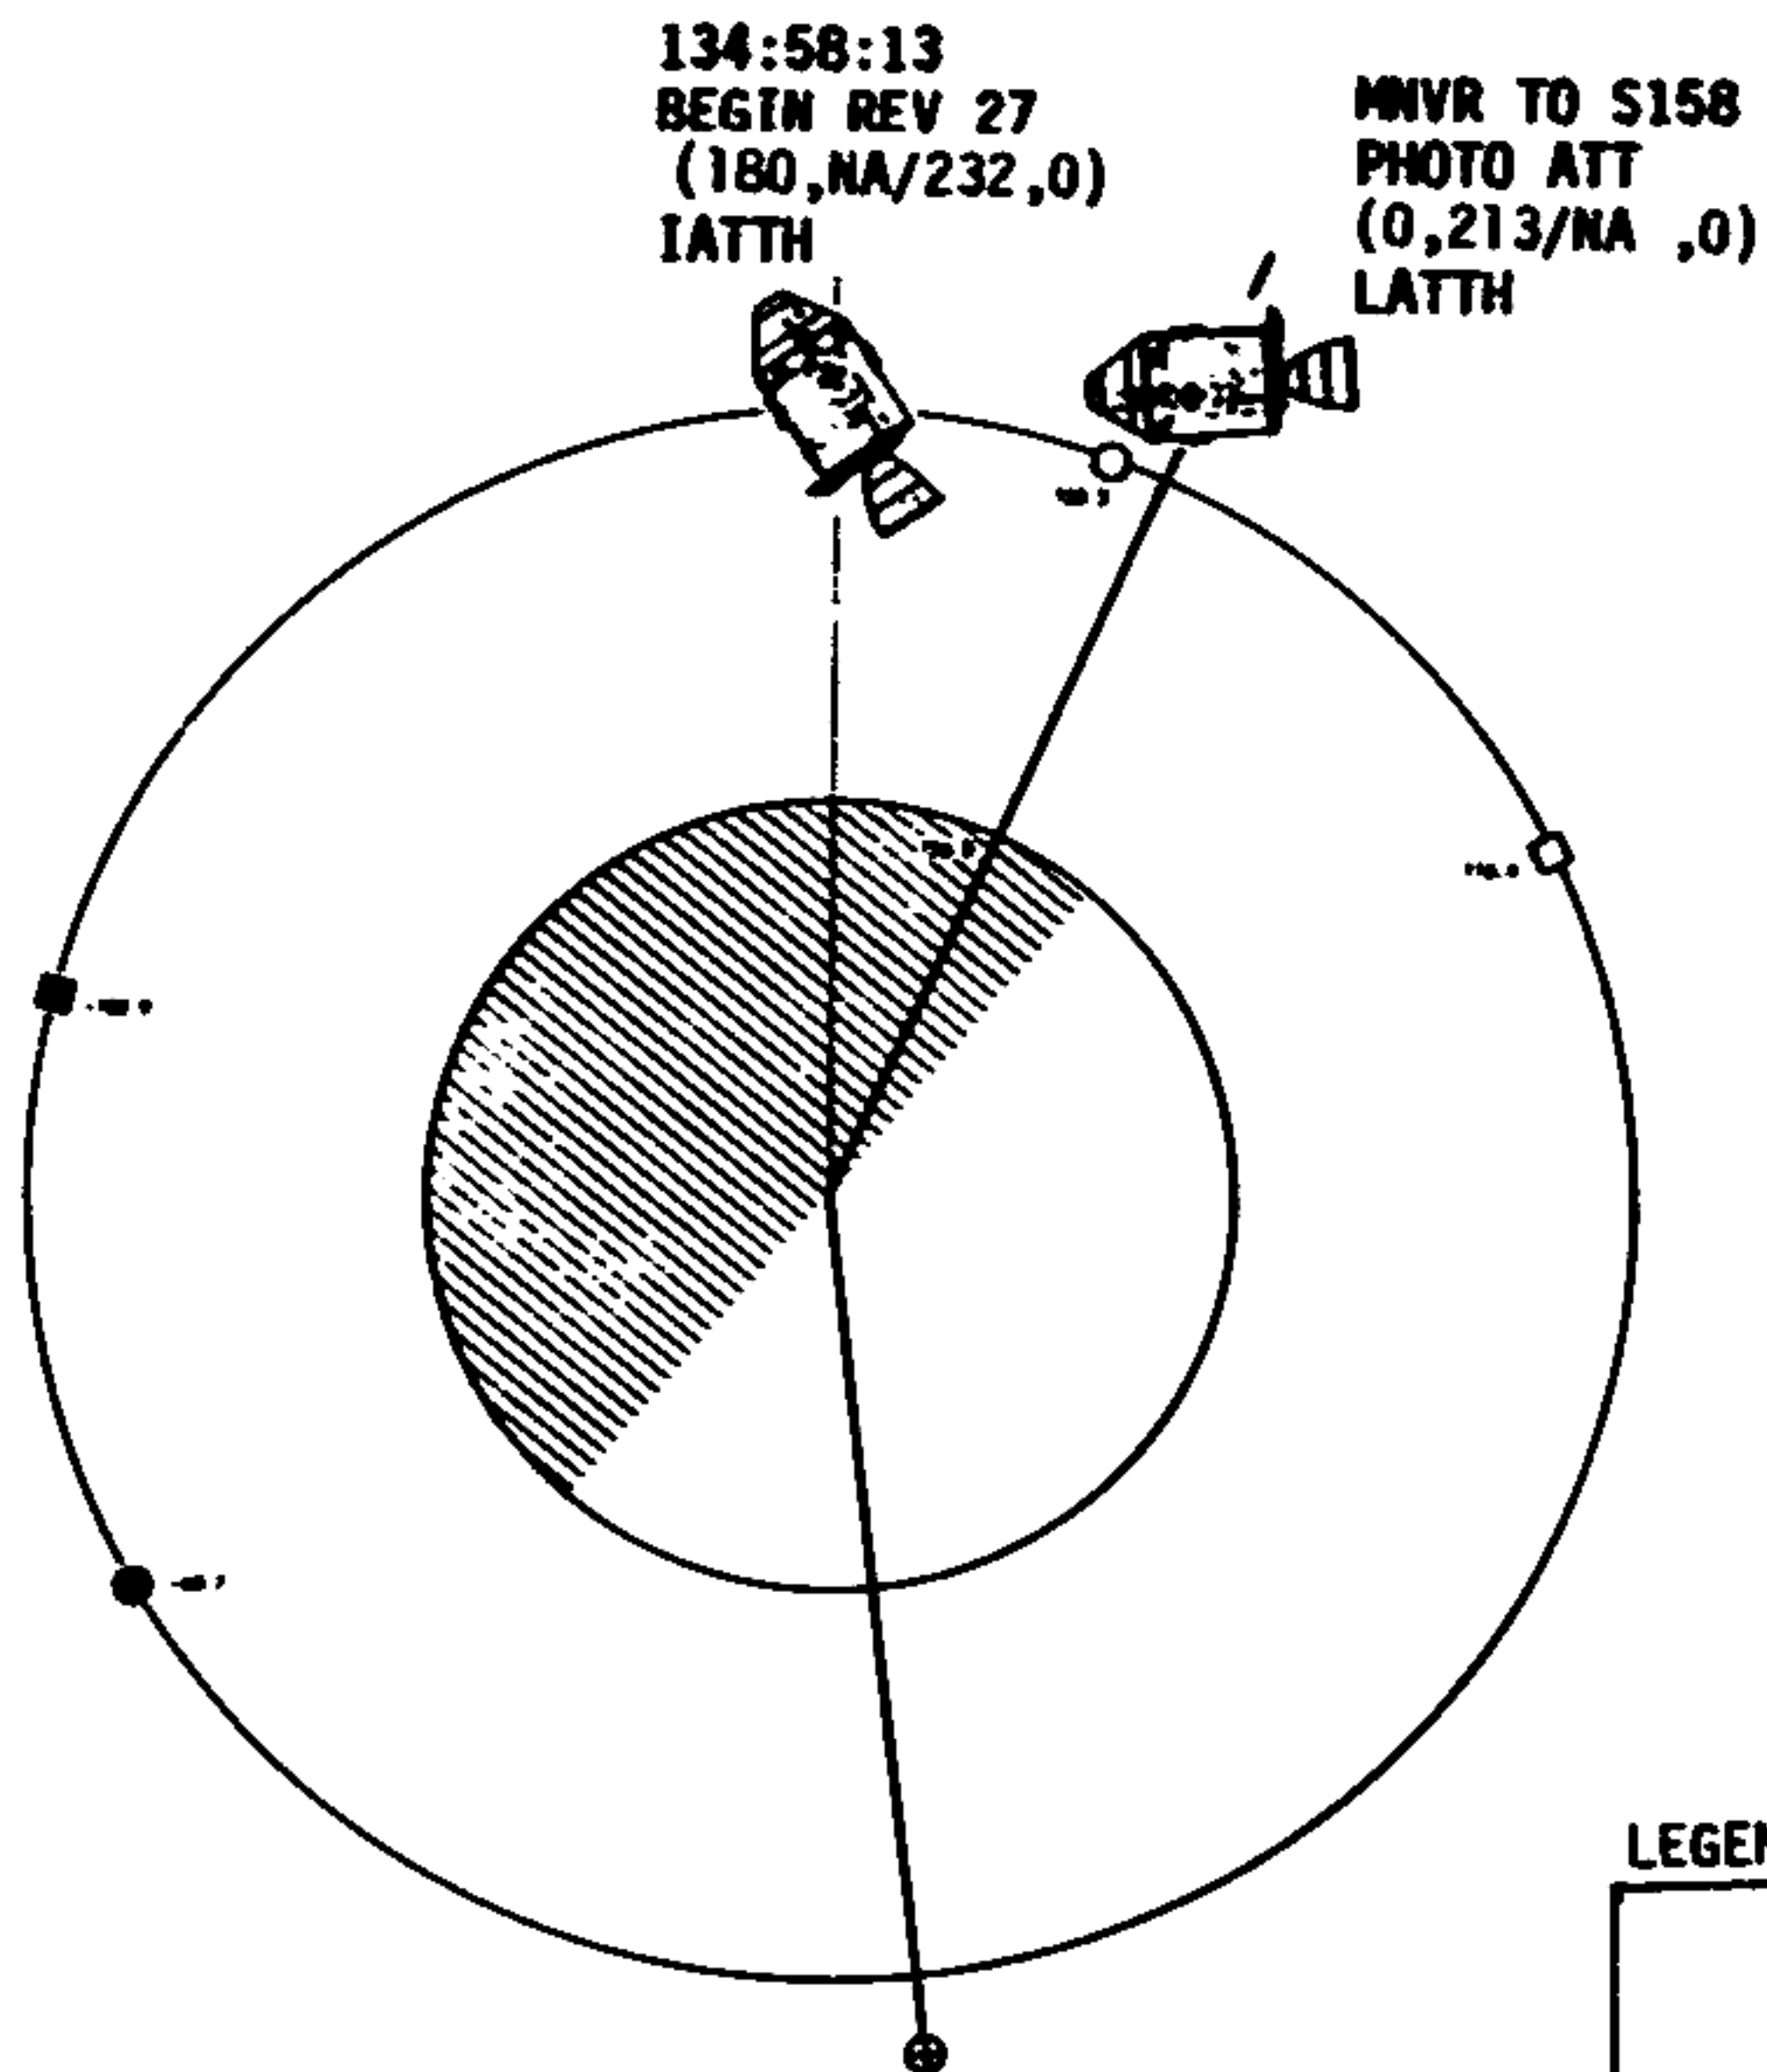 134:58:13
BEGIN REV 27
(180,NA/232,0)
IATTH
MNVR TO S158
PHOTO ATT
(0,213/NA ,0)
LATTH